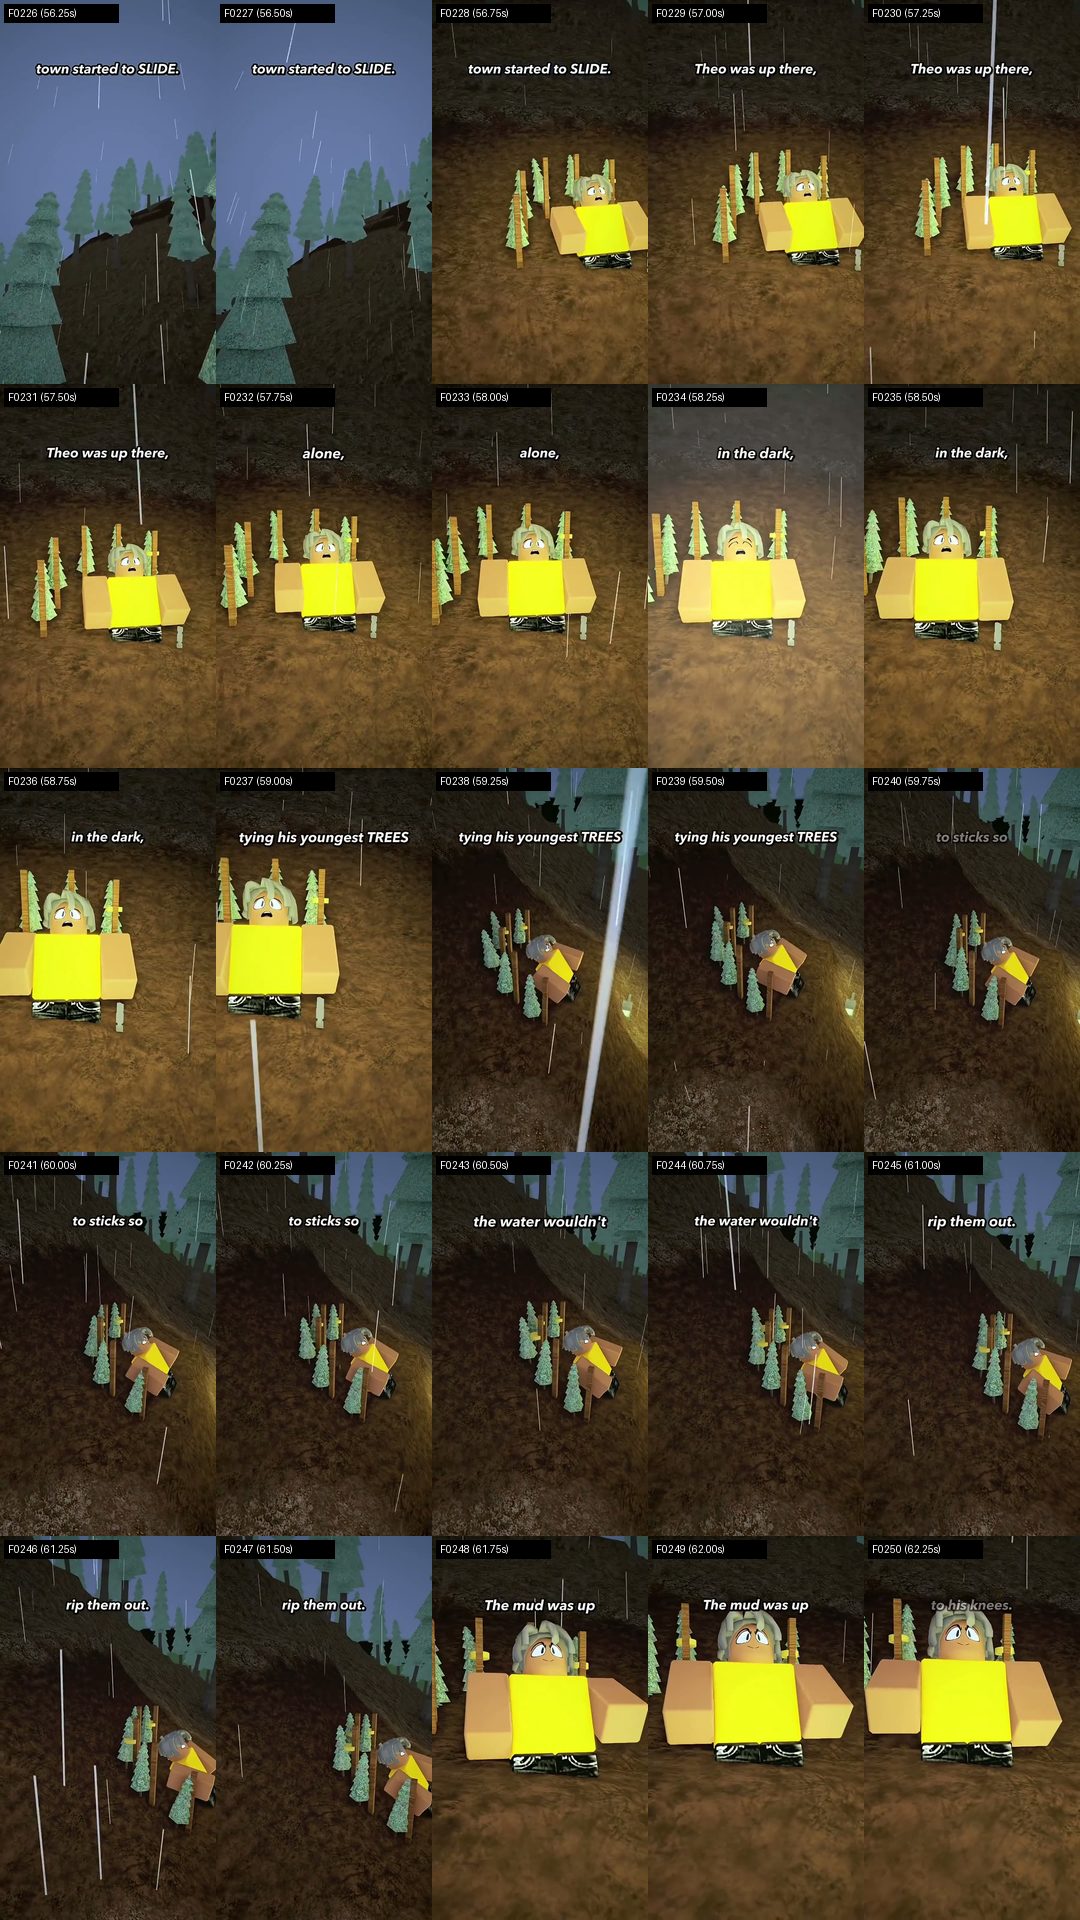 F0226 (56.25s)
town started to SLIDE.
F0227 (56.50s)
town started to SLIDE.
F0228 (56.75s)
town started to SLIDE.
F0229 (57.00s)
Theo was up there,
F0230 (57.25s)
Theo was up there,
F0231 (57.50s)
Theo was up there,
F0232 (57.75s)
alone,
F0233 (58.00s)
alone,
F0234 (58.25s)
in the dark,
F0235 (58.50s)
in the dark,
F0236 (58.75s)
in the dark,
F0237 (59.00s)
tying his youngest TREES
F0238 (59.25s)
tying his youngest TREES
F0239 (59.50s)
tying his youngest TREES
F0240 (59.75s)
to sticks so
F0241 (60.00s)
to sticks so
F0242 (60.25s)
to sticks so
F0243 (60.50s)
the water wouldn't
F0244 (60.75s)
the water wouldn't
F0245 (61.00s)
rip them out.
F0246 (61.25s)
rip them out.
F0247 (61.50s)
rip them out.
F0248 (61.75s)
The mud was up
F0249 (62.00s)
The mud was up
F0250 (62.25s)
to his knees.